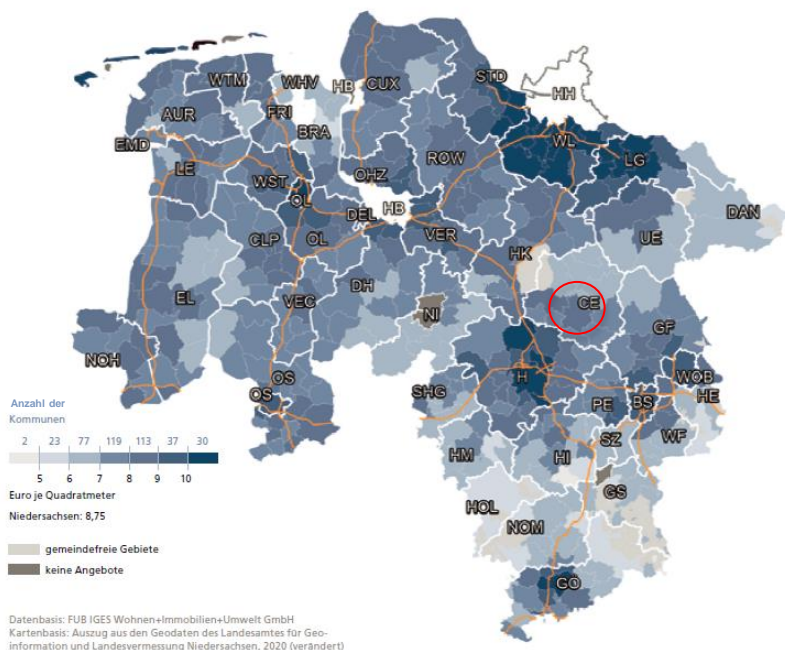 WTM
WHV
HB
CUX
STD
HH
AUR
FRI
BRA
EMD
LE
WST
OHZ
ROW
WL
LG
OL
DEL
HB
DAN
CLP
OL
VER
HK
UE
EL
VEC
DH
NI
CE
GF
NOH
OS
OS
SHG
H
WOB
PE
BS
HE
HM
HI
SZ
WF
HOL
GS
NOM
GÖ
Anzahl der
Kommunen
2 23 77 119 113 37 30
5 6 7 8 9 10
Euro je Quadratmeter
Niedersachsen: 8,75
gemeindefreie Gebiete
keine Angebote
Datenbasis: FUB IGES Wohnen+Immobilien+Umwelt GmbH
Kartenbasis: Auszug aus den Geodaten des Landesamtes für Geo-
information und Landesvermessung Niedersachsen, 2020 (verändert)